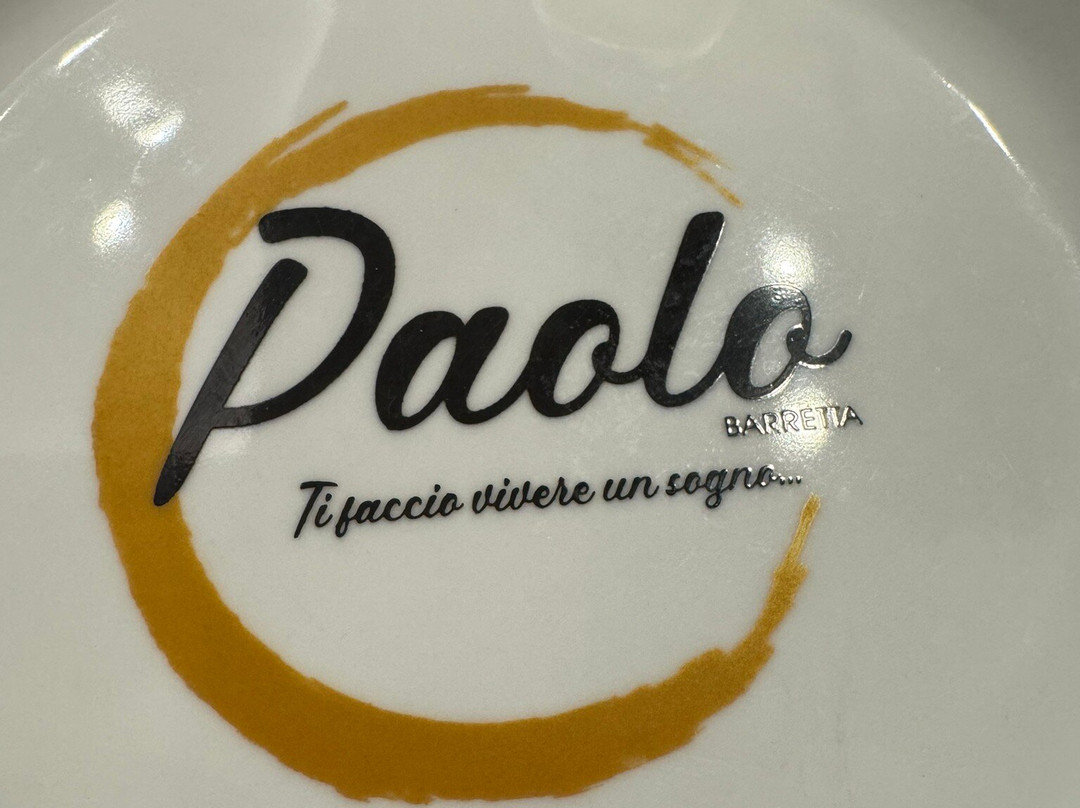 Paolo
BARRETTA
Ti faccio vivere un sogno...